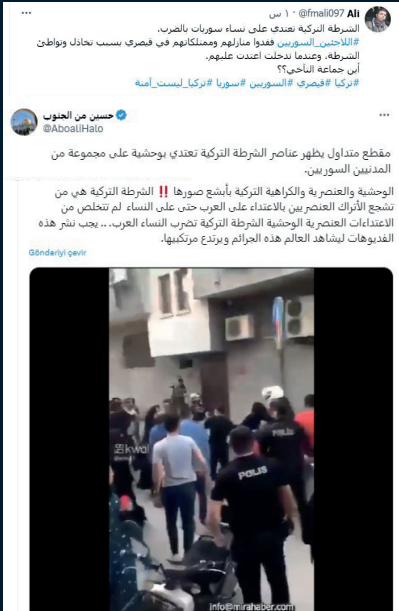 Ali @fmali097 · ١ س
الشرطة التركية تعتدي على نساء سوريات بالضرب.
#اللاجئين_السوريين فقدوا منازلهم وممتلكاتهم في قيصري بسبب تخاذل وتواطئ
الشرطة. وعندما تدخلت اعتدت عليهم.
أين جماعة التآخي؟؟
#تركيا #قيصري #السوريين #سوريا #تركيا_ليست_آمنة
حسين من الجنوب
@AboaliHalo
مقطع متداول يظهر عناصر الشرطة التركية تعتدي بوحشية على مجموعة من
المدنيين السوريين.
الوحشية والعنصرية والكراهية التركية بأبشع صورها ‼️ الشرطة التركية هي من
تشجع الأتراك العنصريين بالاعتداء على العرب حتى على النساء لم تتخلص من
الاعتداءات العنصرية الوحشية الشرطة التركية تضرب النساء العرب.... يجب نشر هذه
الفديوهات ليشاهد العالم هذه الجرائم ويرتدع مرتكبيها.
Gönderiyi çevir
kwai
POLIS
POLIS
info@mirahaber.com